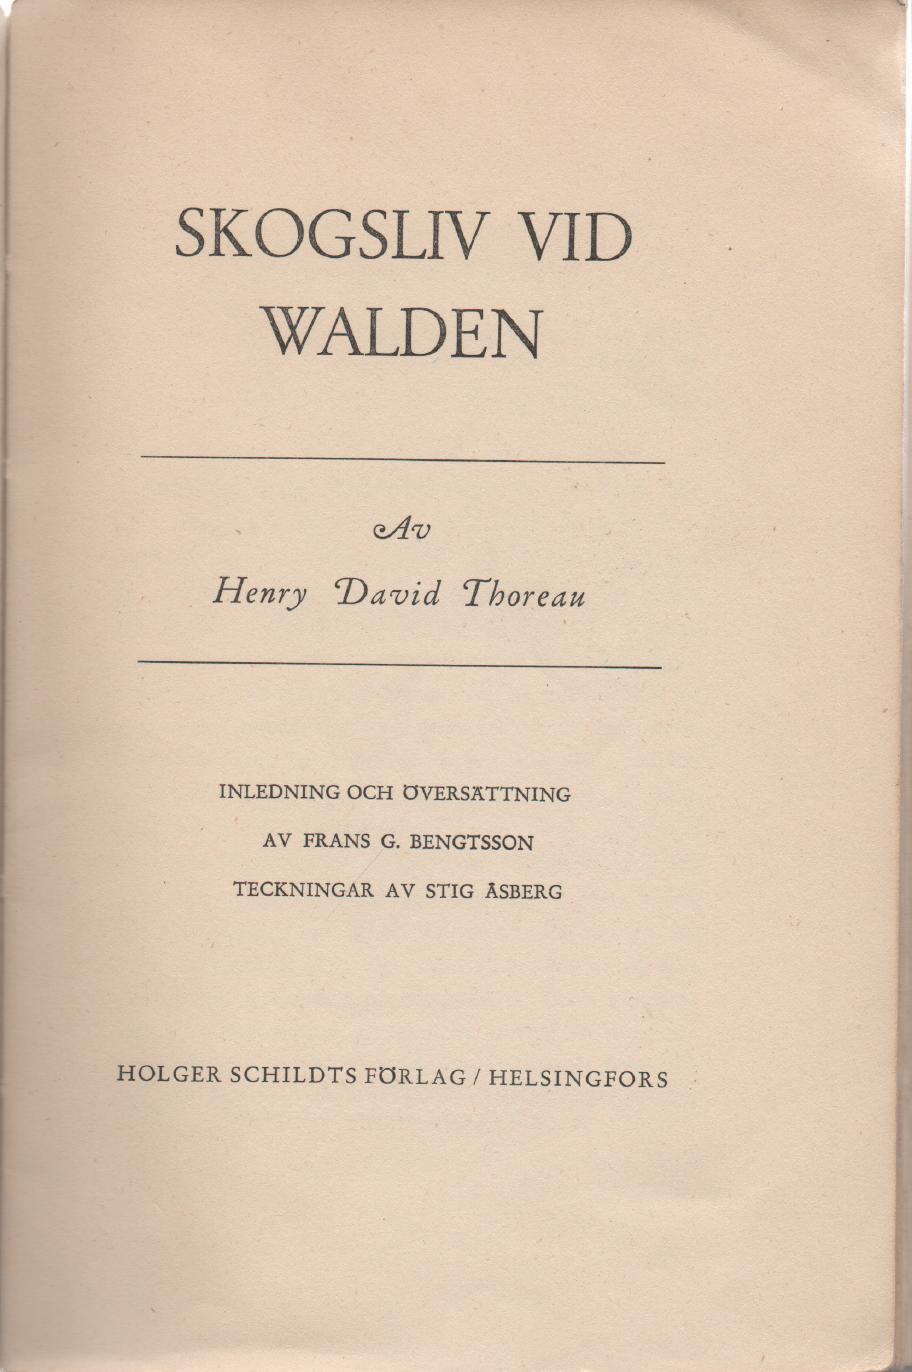 SKOGSLIV VID
WALDEN
Av
Henry David Thoreau
INLEDNING OCH ÖVERSÄTTNING
AV FRANS G. BENGTSSON
TECKNINGAR AV STIG ÅSBERG
HOLGER SCHILDTS FÖRLAG / HELSINGFORS